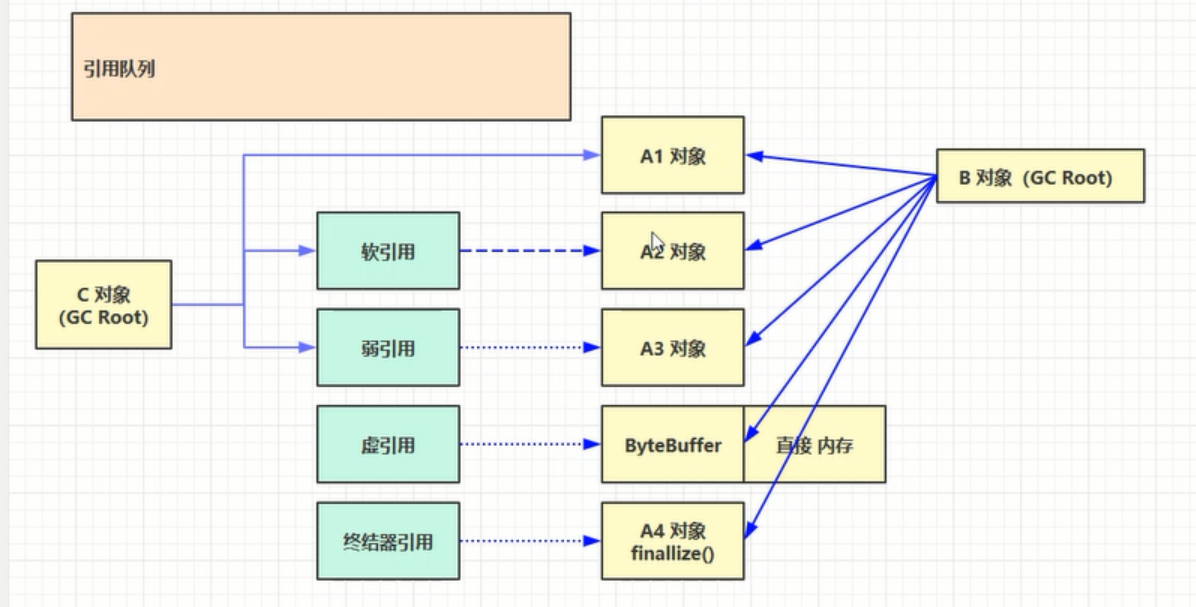 引用队列
A1 对象
B 对象（GC Root）
软引用
A2 对象
C 对象
(GC Root)
弱引用
A3 对象
虚引用
ByteBuffer
直接 内存
终结器引用
A4 对象
finallize()